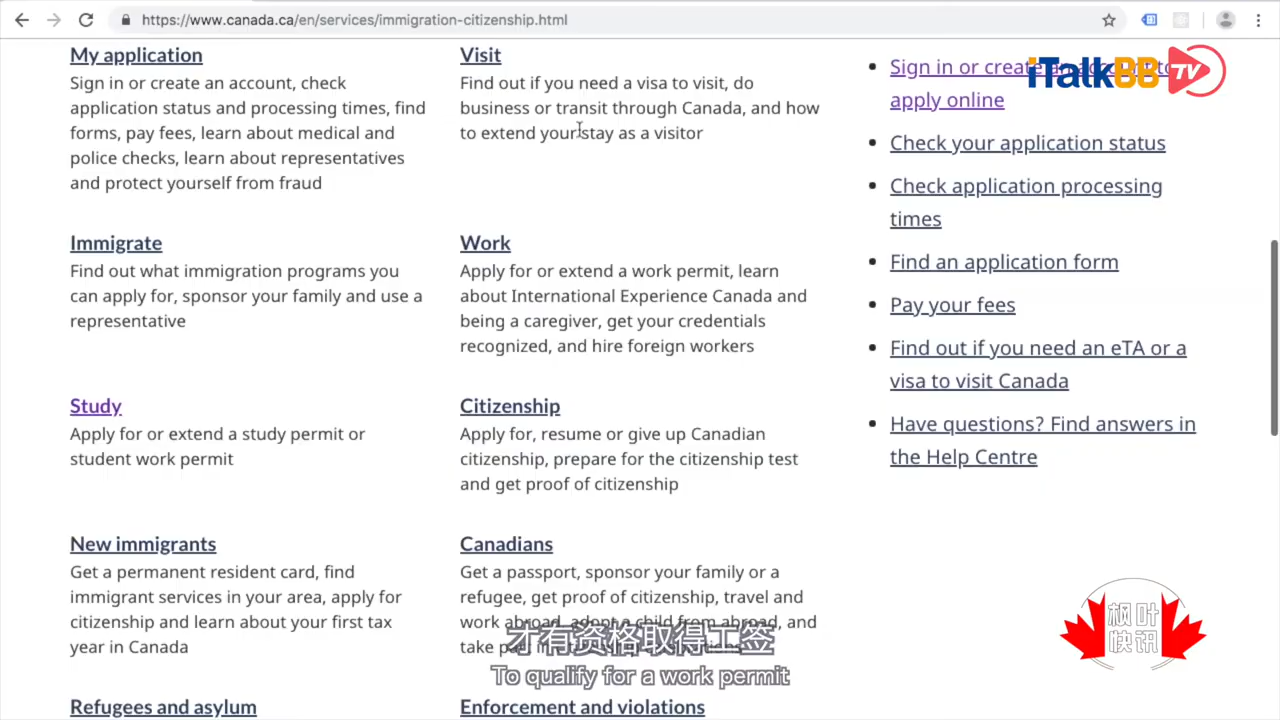 https://www.canada.ca/en/services/immigration-citizenship.html
My application
Sign in or create an account, check
application status and processing times, find
forms, pay fees, learn about medical and
police checks, learn about representatives
and protect yourself from fraud
Visit
Find out if you need a visa to visit, do
business or transit through Canada, and how
to extend your stay as a visitor
Immigrate
Find out what immigration programs you
can apply for, sponsor your family and use a
representative
Work
Apply for or extend a work permit, learn
about International Experience Canada and
being a caregiver, get your credentials
recognized, and hire foreign workers
Study
Apply for or extend a study permit or
student work permit
Citizenship
Apply for, resume or give up Canadian
citizenship, prepare for the citizenship test
and get proof of citizenship
New immigrants
Get a permanent resident card, find
immigrant services in your area, apply for
citizenship and learn about your first tax
year in Canada
Canadians
Get a passport, sponsor your family or a
refugee, get proof of citizenship, travel and
work abroad, adopt a child from abroad, and
take
Refugees and asylum
Enforcement and violations
Sign in or create an account to
apply online
Check your application status
Check application processing
times
Find an application form
Pay your fees
Find out if you need an eTA or a
visa to visit Canada
Have questions? Find answers in
the Help Centre
iTalkBB TV
枫叶
快讯
才有资格取得工签
To qualify for a work permit